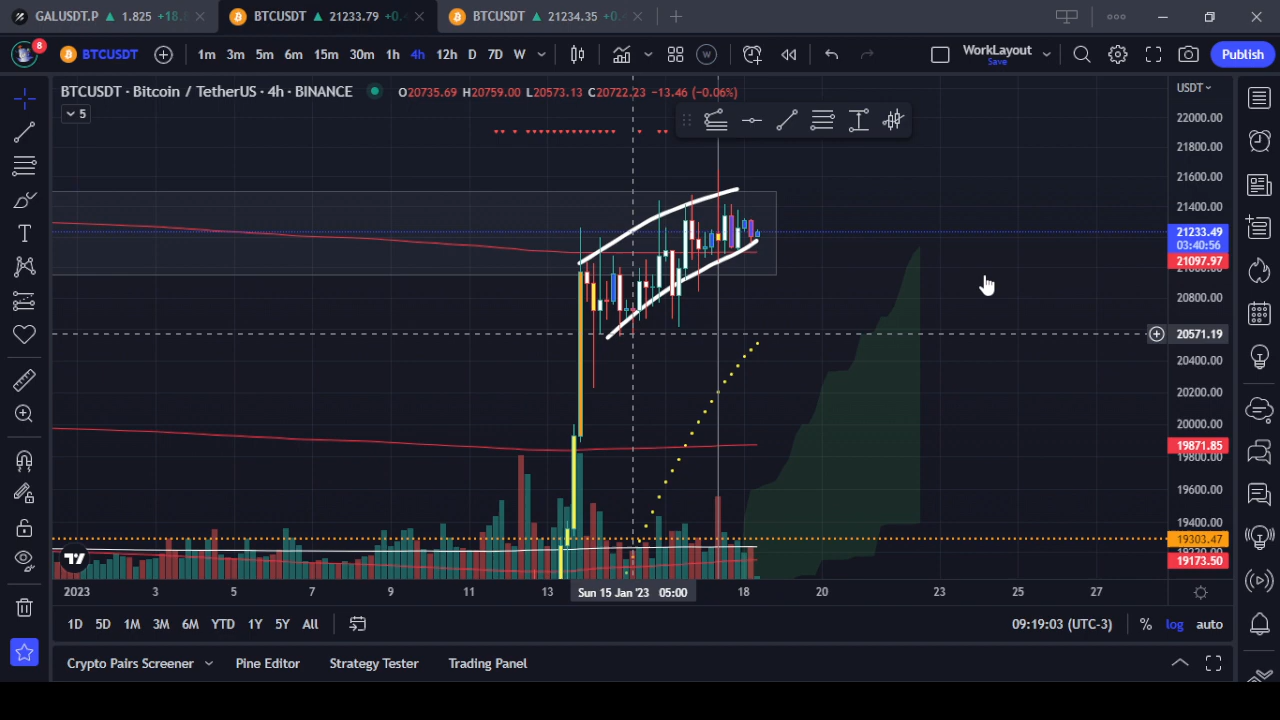 GALUSDT.P ▲ 1.825 +18.
BTCUSDT ▲ 21233.79 +0.
BTCUSDT ▲ 21234.35 +0.
8
BTCUSDT
1m 3m 5m 6m 15m 30m 1h 4h 12h D 7D W
W
WorkLayout
Save
Publish
BTCUSDT · Bitcoin / TetherUS · 4h · BINANCE
O20735.69 H20759.00 L20573.13 C20722.23 −13.46 (−0.06%)
5
USDT
22000.00
21800.00
21600.00
21400.00
21233.49
03:40:56
21097.97
21000.00
20800.00
20571.19
20400.00
20200.00
20000.00
19871.85
19800.00
19600.00
19400.00
19303.47
19173.50
2023 3 5 7 9 11 13 Sun 15 Jan '23 05:00 18 20 23 25 27
1D 5D 1M 3M 6M YTD 1Y 5Y All
09:19:03 (UTC-3) % log auto
Crypto Pairs Screener Pine Editor Strategy Tester Trading Panel